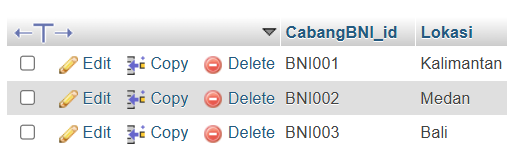 CabangBNI_id Lokasi
Edit Copy Delete BNI001 Kalimantan
Edit Copy Delete BNI002 Medan
Edit Copy Delete BNI003 Bali